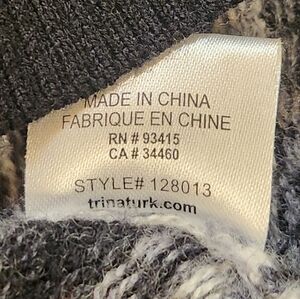 MADE IN CHINA
FABRIQUE EN CHINE
RN # 93415
CA # 34460
STYLE# 128013
trinaturk.com